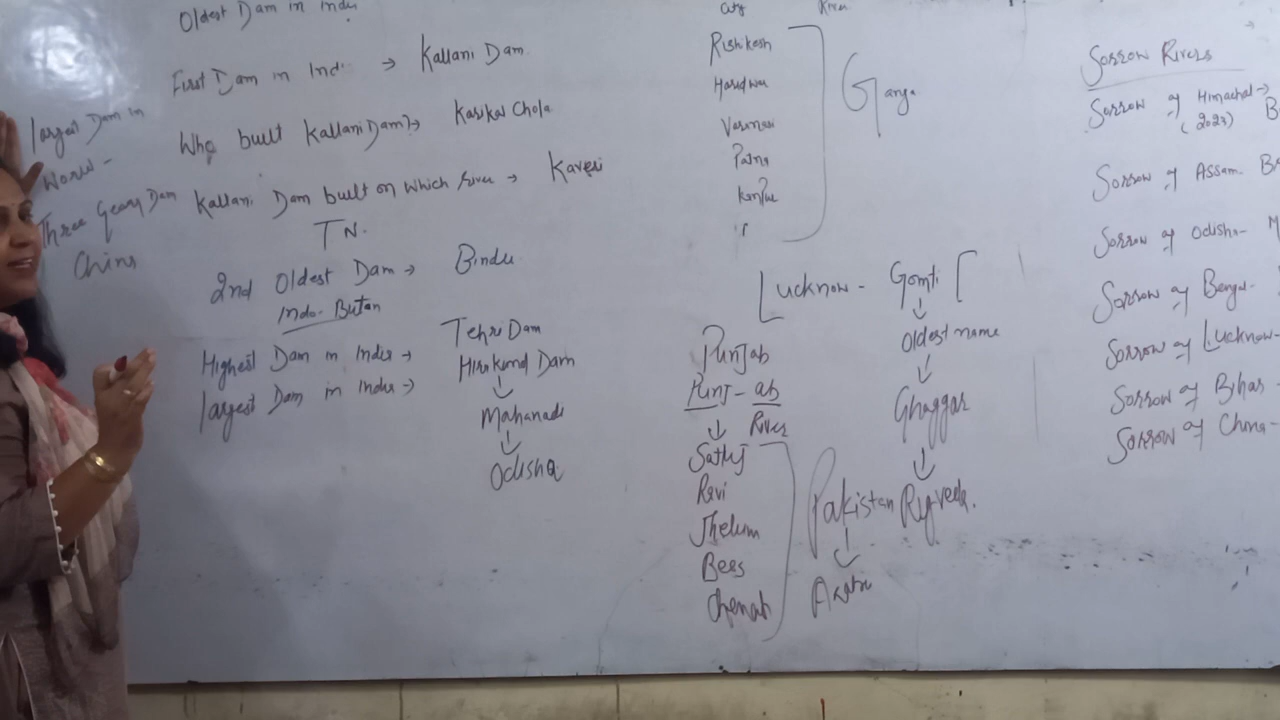 Oldest Dam in India
First Dam in Indi → Kallani Dam
Who built Kallani Dam? → Karikal Chola
Kallani Dam built on which river → Kaveri
TN.
2nd Oldest Dam → Bindu
Indo-Butan
Highest Dam in India → Tehri Dam
largest Dam in India → Hirakund Dam
↓
Mahanadi
↓
Odisha
largest Dam in
World -
Three Dam
China
City River
Rishikesh
Haridwar
Varanasi
Patna
Kanpur
Ganga
Lucknow - Gomti
↓
Oldest name
↓
Ghaggar
↓
Rigveda.
Punjab
Punj - ab
↓ River
Satluj
Ravi
Jhelum
Bees
Chenab
Pakistan
↓
Sorrow Rivers
Sorrow of Himachal →
(2023) B
Sorrow of Assam. B
Sorrow of Odisha - M
Sorrow of Bengal -
Sorrow of Lucknow -
Sorrow of Bihar -
Sorrow of China -